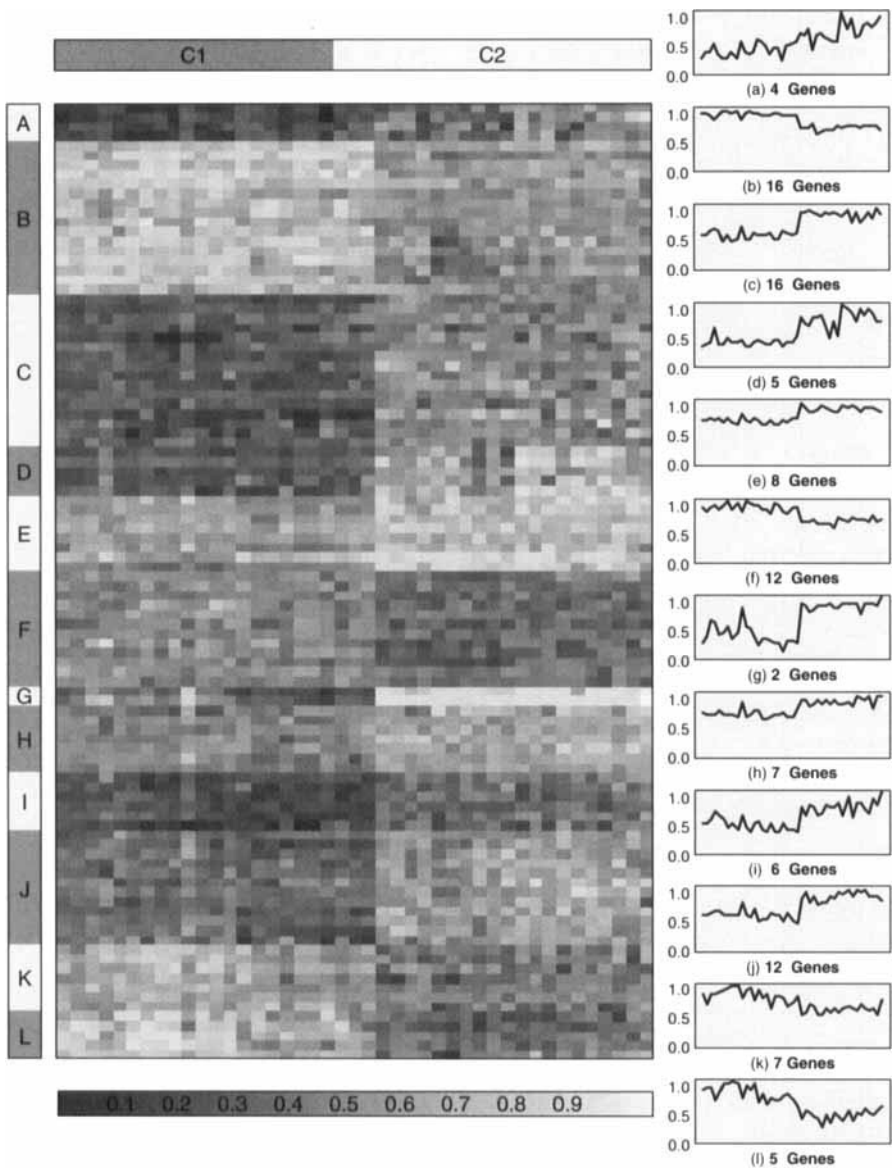 C1 C2
A
B
C
D
E
F
G
H
I
J
K
L
0.1 0.2 0.3 0.4 0.5 0.6 0.7 0.8 0.9
1.0
0.5
0.0
(a) 4 Genes
1.0
0.5
0.0
(b) 16 Genes
1.0
0.5
0.0
(c) 16 Genes
1.0
0.5
0.0
(d) 5 Genes
1.0
0.5
0.0
(e) 8 Genes
1.0
0.5
0.0
(f) 12 Genes
1.0
0.5
0.0
(g) 2 Genes
1.0
0.5
0.0
(h) 7 Genes
1.0
0.5
0.0
(i) 6 Genes
1.0
0.5
0.0
(j) 12 Genes
1.0
0.5
0.0
(k) 7 Genes
1.0
0.5
0.0
(l) 5 Genes